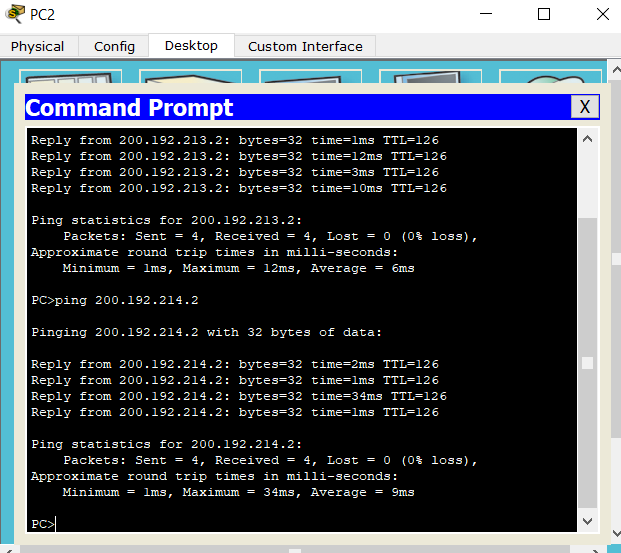 PC2
Physical Config Desktop Custom Interface
Command Prompt X
Reply from 200.192.213.2: bytes=32 time=1ms TTL=126
Reply from 200.192.213.2: bytes=32 time=12ms TTL=126
Reply from 200.192.213.2: bytes=32 time=3ms TTL=126
Reply from 200.192.213.2: bytes=32 time=10ms TTL=126
Ping statistics for 200.192.213.2:
    Packets: Sent = 4, Received = 4, Lost = 0 (0% loss),
Approximate round trip times in milli-seconds:
    Minimum = 1ms, Maximum = 12ms, Average = 6ms
PC>ping 200.192.214.2
Pinging 200.192.214.2 with 32 bytes of data:
Reply from 200.192.214.2: bytes=32 time=2ms TTL=126
Reply from 200.192.214.2: bytes=32 time=1ms TTL=126
Reply from 200.192.214.2: bytes=32 time=34ms TTL=126
Reply from 200.192.214.2: bytes=32 time=1ms TTL=126
Ping statistics for 200.192.214.2:
    Packets: Sent = 4, Received = 4, Lost = 0 (0% loss),
Approximate round trip times in milli-seconds:
    Minimum = 1ms, Maximum = 34ms, Average = 9ms
PC>